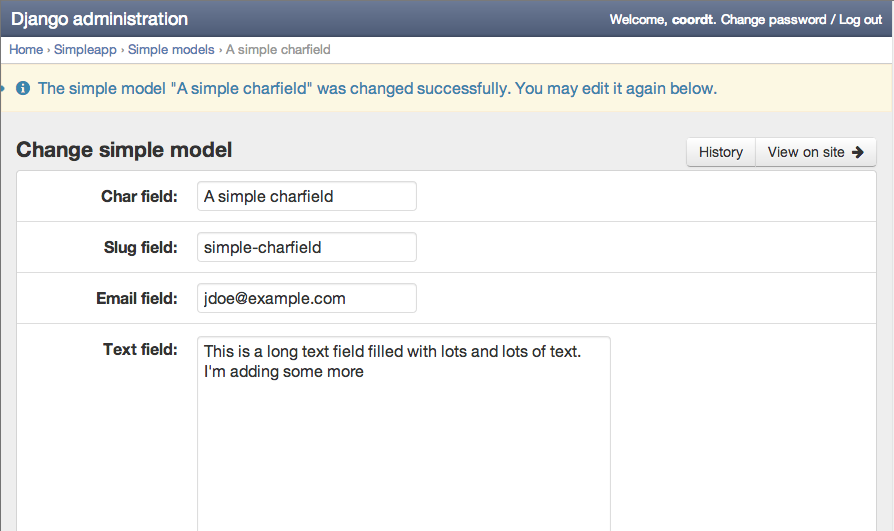 Django administration
Welcome, coordt. Change password / Log out
Home › Simpleapp › Simple models › A simple charfield
The simple model "A simple charfield" was changed successfully. You may edit it again below.
Change simple model
History
View on site
Char field: A simple charfield
Slug field: simple-charfield
Email field: jdoe@example.com
Text field: This is a long text field filled with lots and lots of text.
I'm adding some more